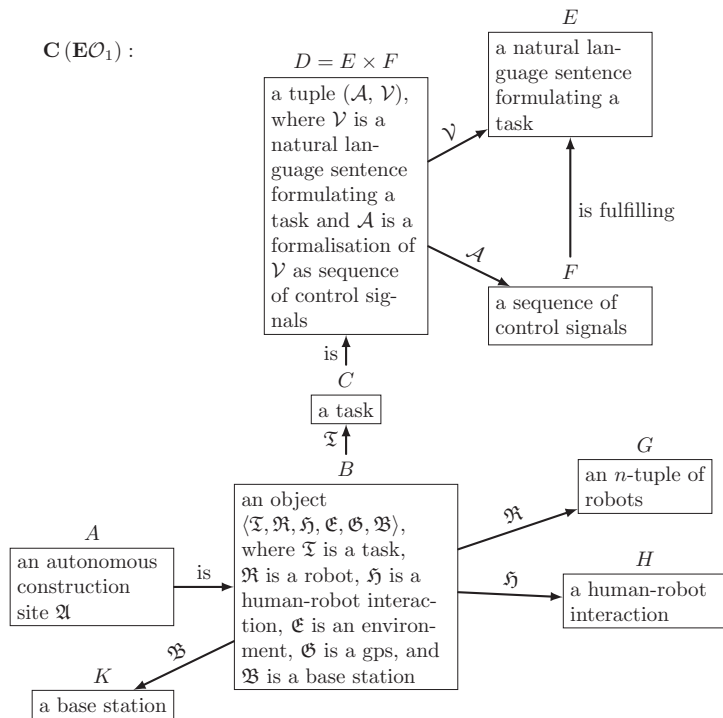 C (EO₁) :
E
a natural lan-
guage sentence
formulating a
task
D = E × F
a tuple (𝒜, 𝒱),
where 𝒱 is a
natural lan-
guage sentence
formulating a
task and 𝒜 is a
formalisation of
𝒱 as sequence
of control sig-
nals
𝒱
is fulfilling
𝒜
F
a sequence of
control signals
is
C
a task
𝔗
B
an object
⟨𝔗, ℜ, ℌ, 𝔈, 𝔊, 𝔅⟩,
where 𝔗 is a task,
ℜ is a robot, ℌ is a
human-robot interac-
tion, 𝔈 is an environ-
ment, 𝔊 is a gps, and
𝔅 is a base station
G
an n-tuple of
robots
ℜ
A
an autonomous
construction
site 𝔄
is
ℌ
H
a human-robot
interaction
𝔅
K
a base station